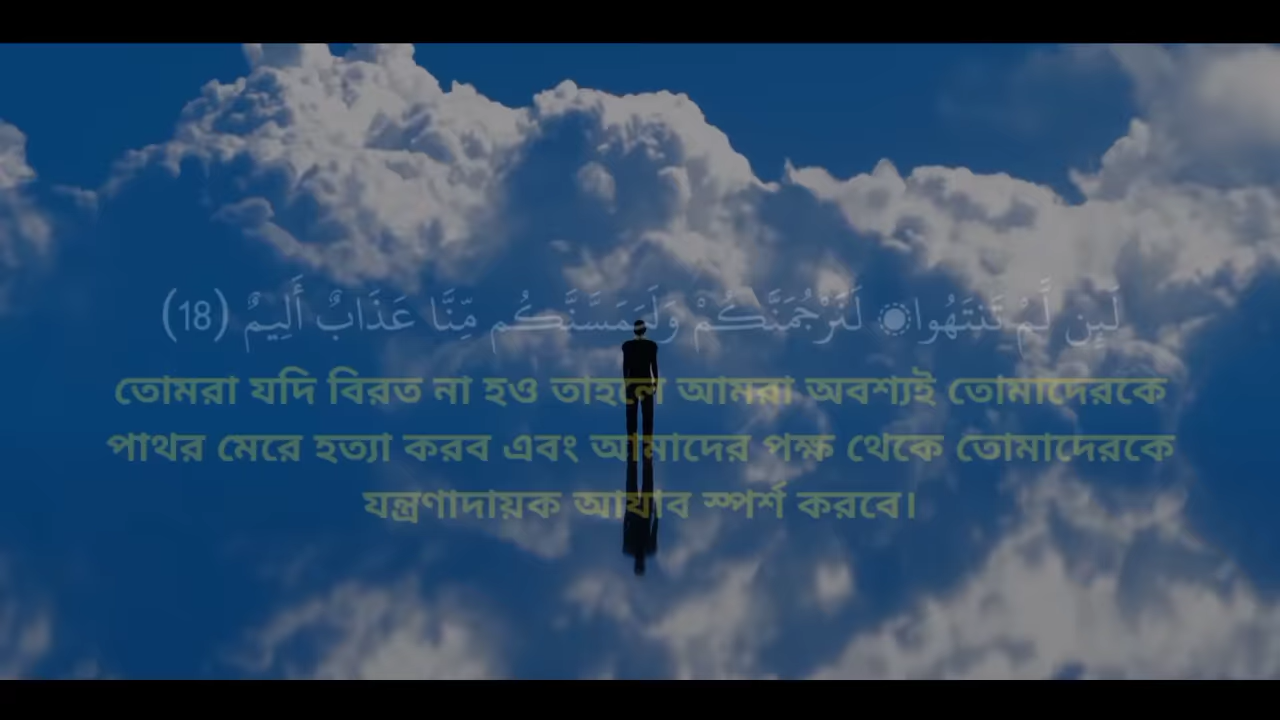 لَئِن لَّمْ تَنتَهُوا۟ لَنَرْجُمَنَّكُمْ وَلَيَمَسَّنَّكُم مِّنَّا عَذَابٌ أَلِيمٌ (18)
তোমরা যদি বিরত না হও তাহলে আমরা অবশ্যই তোমাদেরকে
পাথর মেরে হত্যা করব এবং আমাদের পক্ষ থেকে তোমাদেরকে
যন্ত্রণাদায়ক আযাব স্পর্শ করবে।